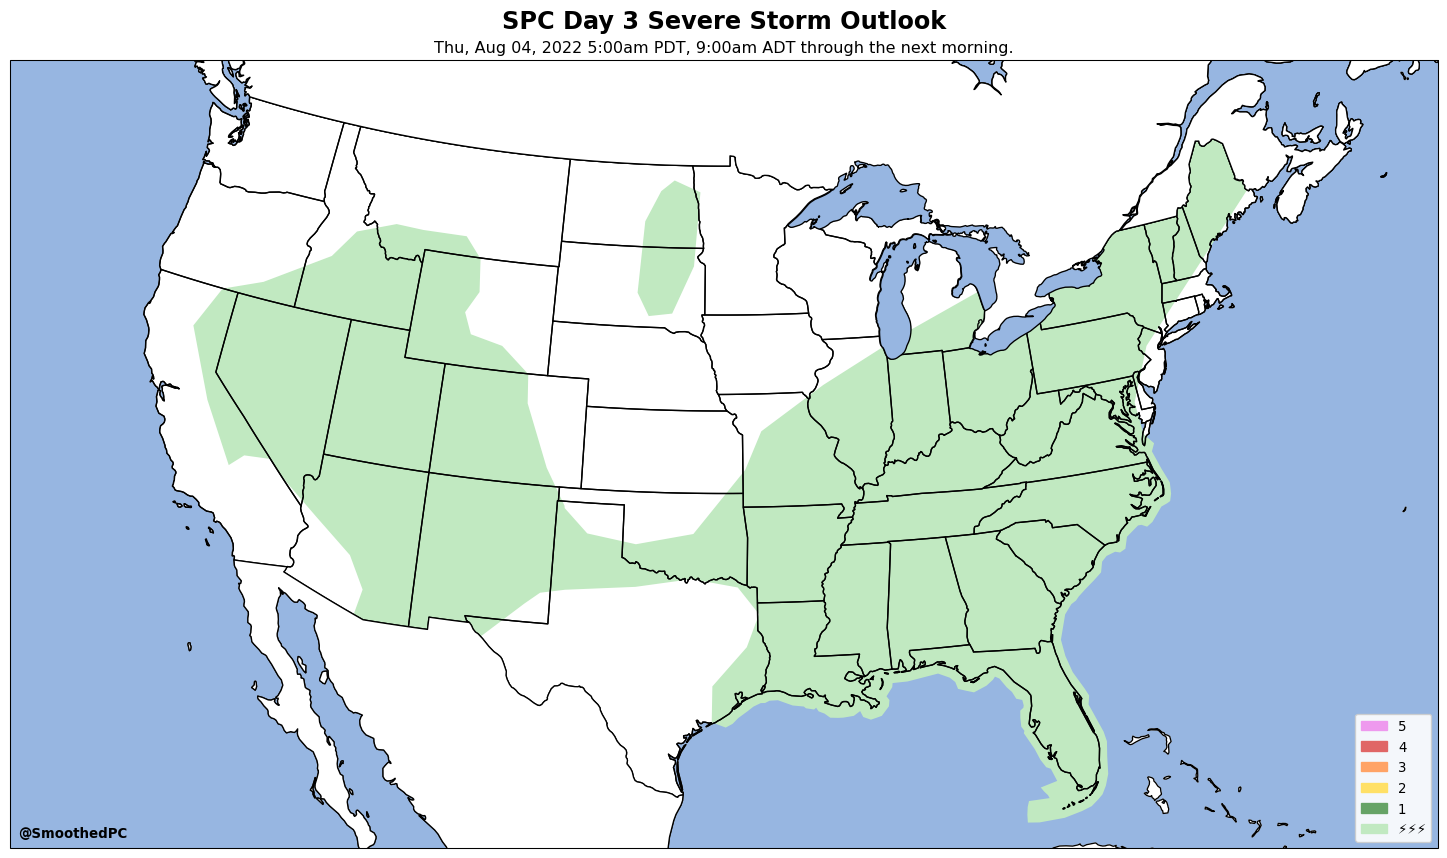 SPC Day 3 Severe Storm Outlook
Thu, Aug 04, 2022 5:00am PDT, 9:00am ADT through the next morning.
5
4
3
2
1
⚡⚡⚡
@SmoothedPC